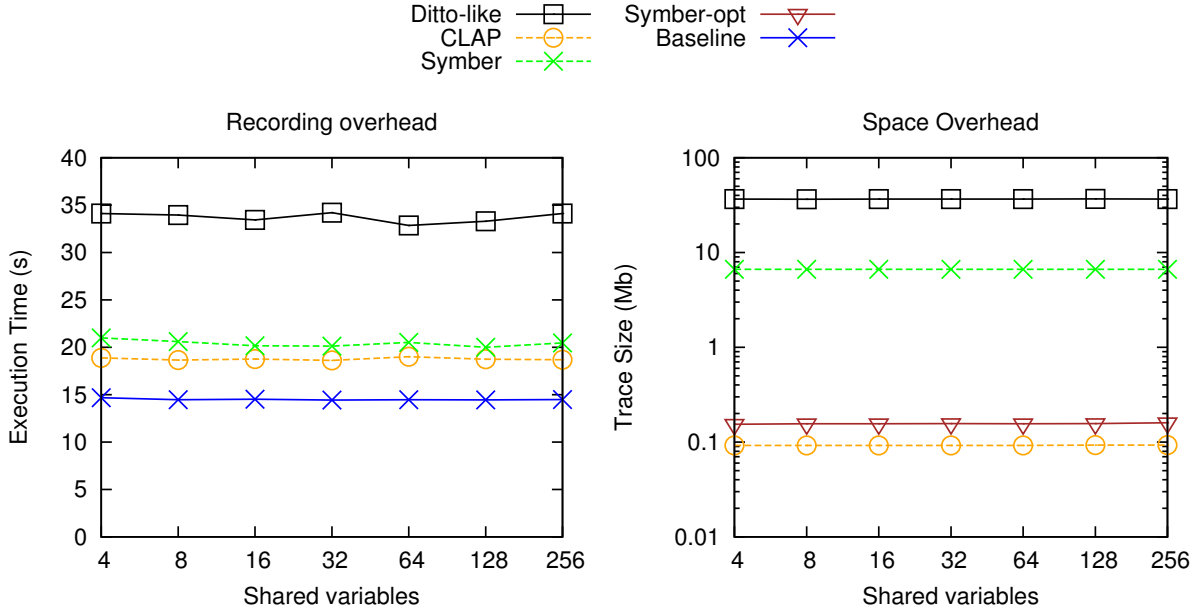 Ditto-like
CLAP
Symber
Symber-opt
Baseline
Recording overhead
40
35
30
25
20
15
10
5
0
Execution Time (s)
4 8 16 32 64 128 256
Shared variables
Space Overhead
100
10
1
0.1
0.01
Trace Size (Mb)
4 8 16 32 64 128 256
Shared variables